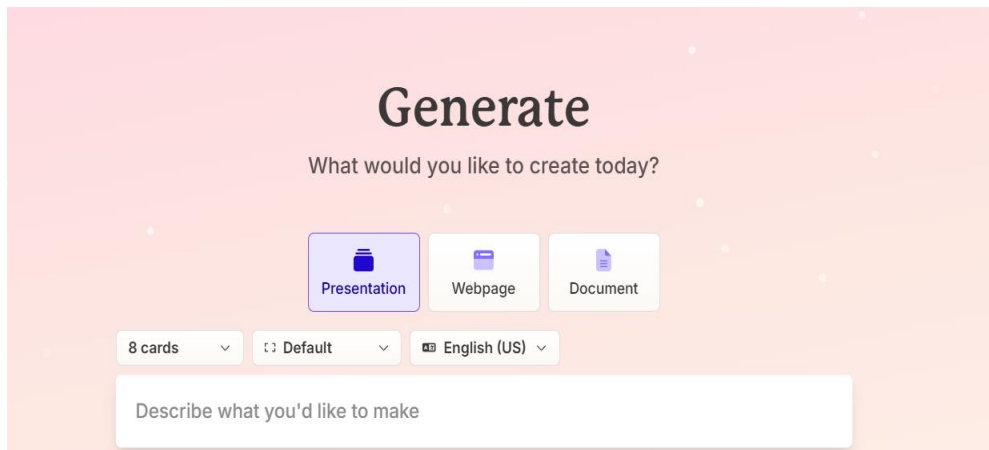 Generate
What would you like to create today?
Presentation
Webpage
Document
8 cards
Default
English (US)
Describe what you'd like to make